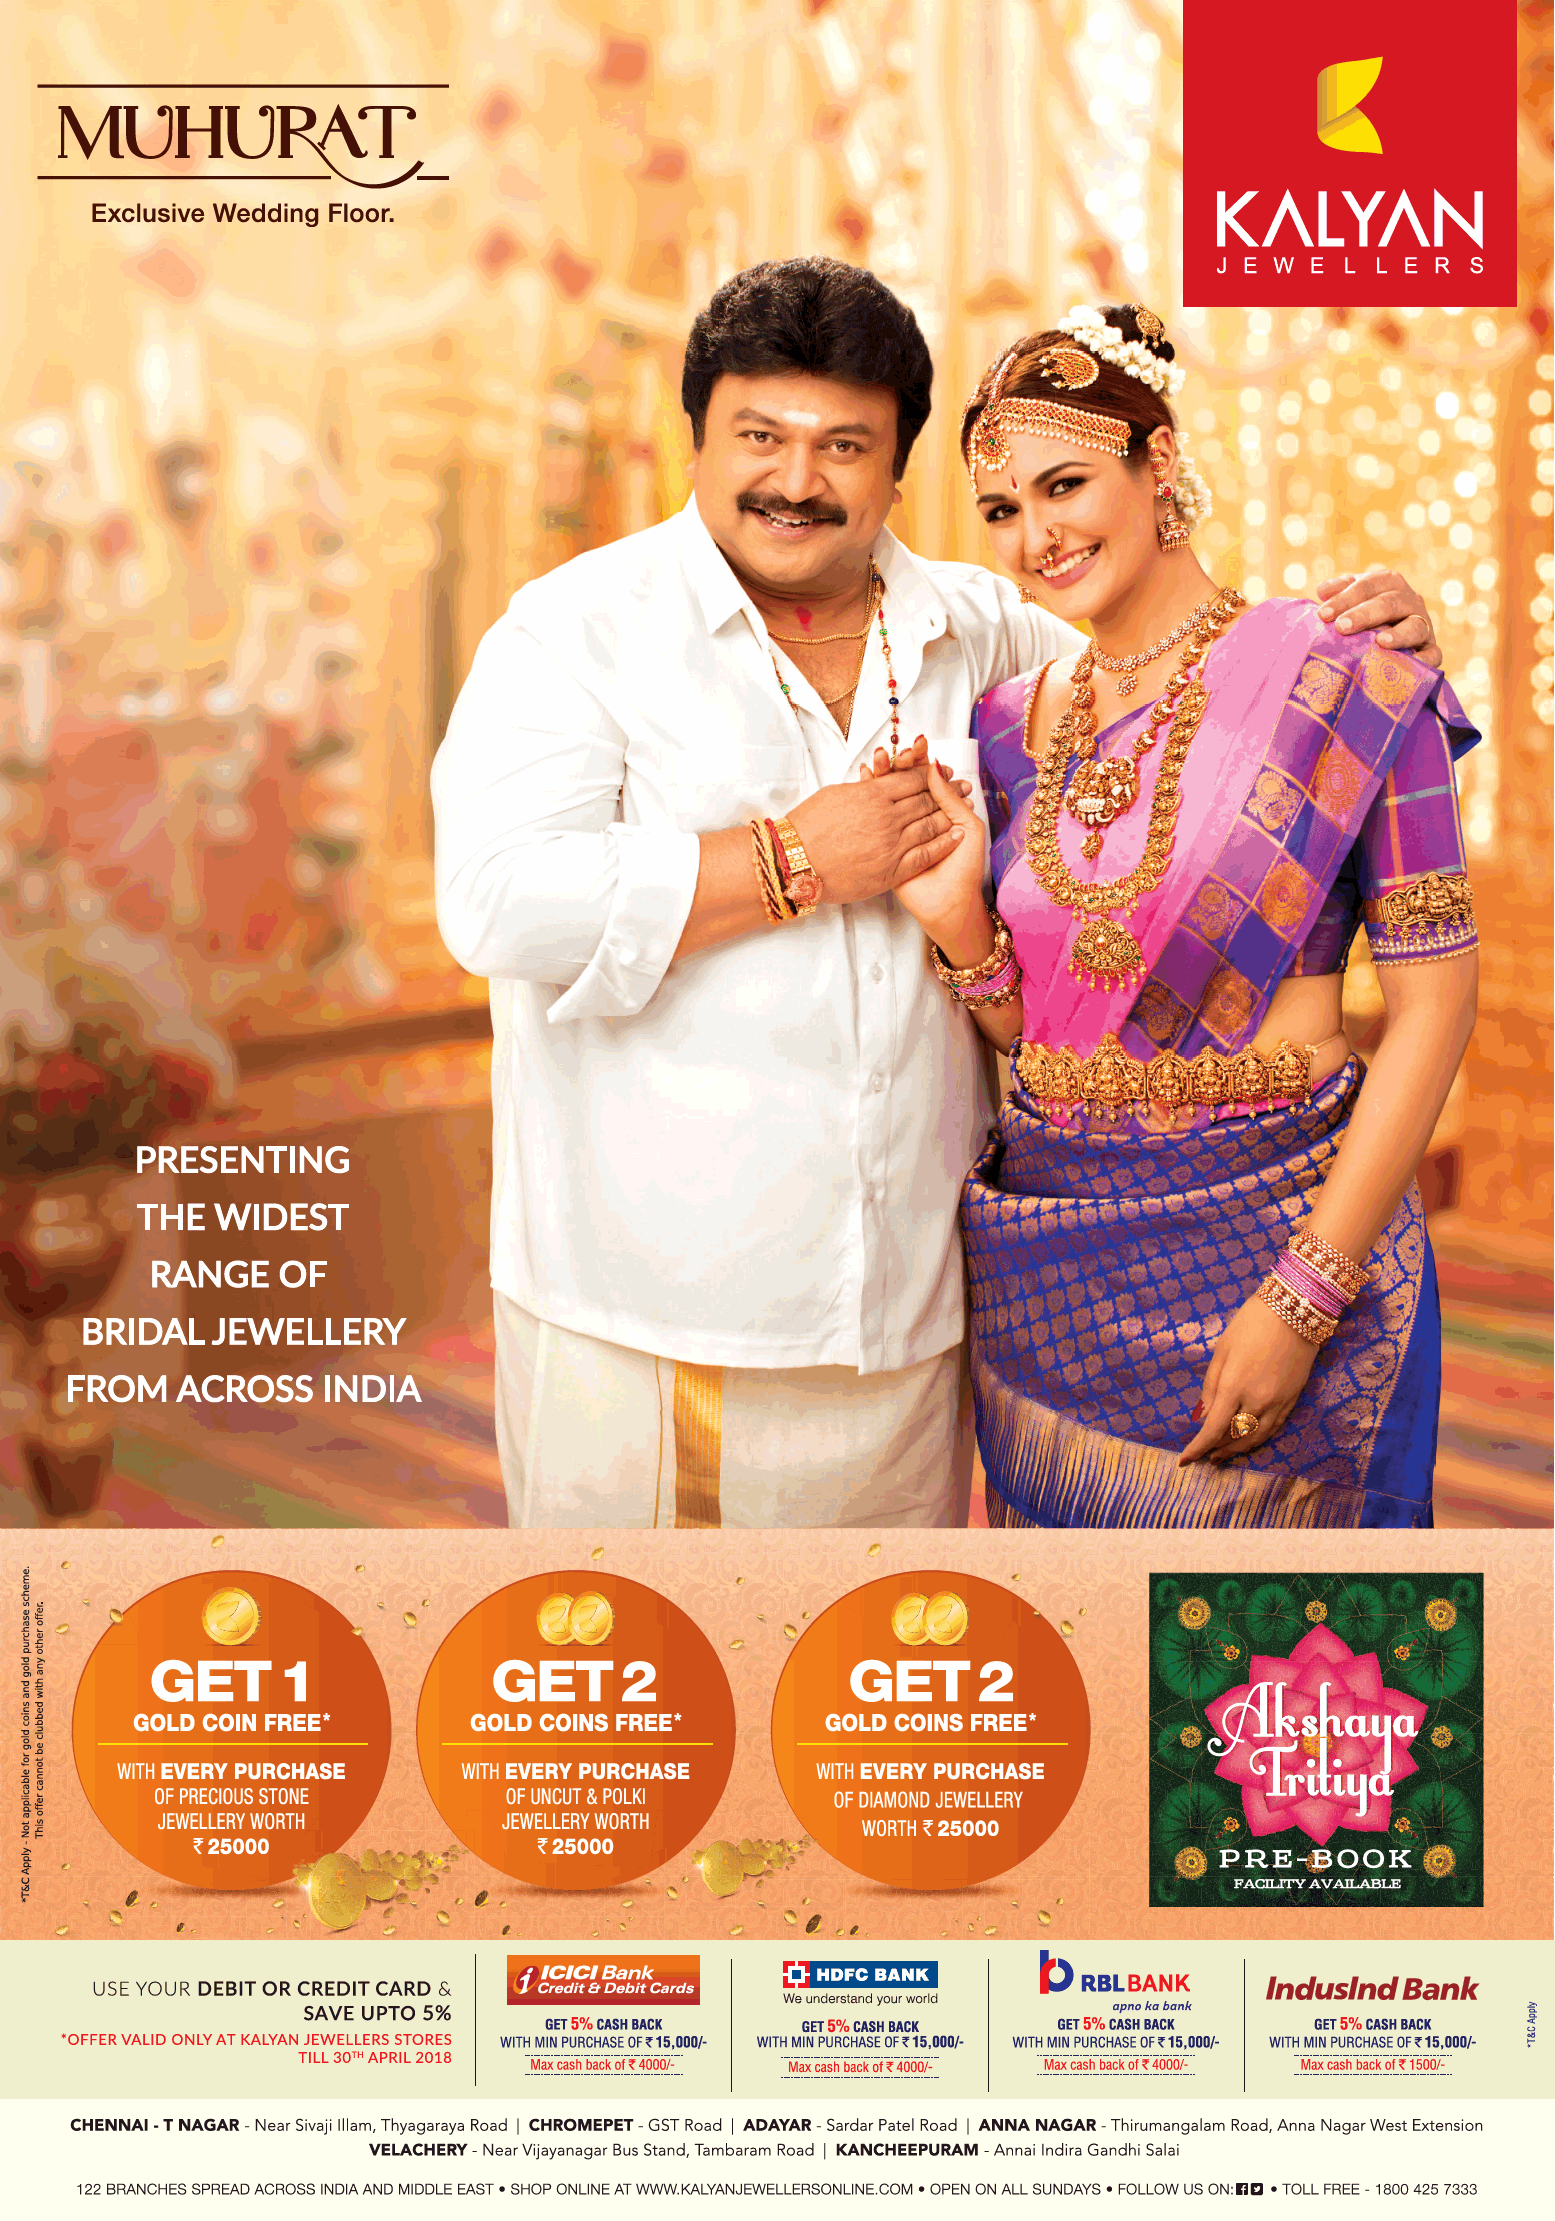 MUHURAT
Exclusive Wedding Floor.
KALYAN
JEWELLERS
PRESENTING
THE WIDEST
RANGE OF
BRIDAL JEWELLERY
FROM ACROSS INDIA
*T&C Apply - Not applicable for gold coins and gold purchase scheme.
This offer cannot be clubbed with any other offer.
GET 1
GOLD COIN FREE*
WITH EVERY PURCHASE
OF PRECIOUS STONE
JEWELLERY WORTH
₹ 25000
GET 2
GOLD COINS FREE*
WITH EVERY PURCHASE
OF UNCUT & POLKI
JEWELLERY WORTH
₹ 25000
GET 2
GOLD COINS FREE*
WITH EVERY PURCHASE
OF DIAMOND JEWELLERY
WORTH ₹ 25000
Akshaya
Tritiya
PRE-BOOK
FACILITY AVAILABLE
USE YOUR DEBIT OR CREDIT CARD &
SAVE UPTO 5%
*OFFER VALID ONLY AT KALYAN JEWELLERS STORES
TILL 30TH APRIL 2018
ICICI Bank
Credit & Debit Cards
GET 5% CASH BACK
WITH MIN PURCHASE OF ₹ 15,000/-
Max cash back of ₹ 4000/-
HDFC BANK
We understand your world
GET 5% CASH BACK
WITH MIN PURCHASE OF ₹ 15,000/-
Max cash back of ₹ 4000/-
RBL BANK
apno ka bank
GET 5% CASH BACK
WITH MIN PURCHASE OF ₹ 15,000/-
Max cash back of ₹ 4000/-
IndusInd Bank
GET 5% CASH BACK
WITH MIN PURCHASE OF ₹ 15,000/-
Max cash back of ₹ 1500/-
*T&C Apply
CHENNAI - T NAGAR - Near Sivaji Illam, Thyagaraya Road | CHROMEPET - GST Road | ADAYAR - Sardar Patel Road | ANNA NAGAR - Thirumangalam Road, Anna Nagar West Extension
VELACHERY - Near Vijayanagar Bus Stand, Tambaram Road | KANCHEEPURAM - Annai Indira Gandhi Salai
122 BRANCHES SPREAD ACROSS INDIA AND MIDDLE EAST • SHOP ONLINE AT WWW.KALYANJEWELLERSONLINE.COM • OPEN ON ALL SUNDAYS • FOLLOW US ON: • TOLL FREE - 1800 425 7333